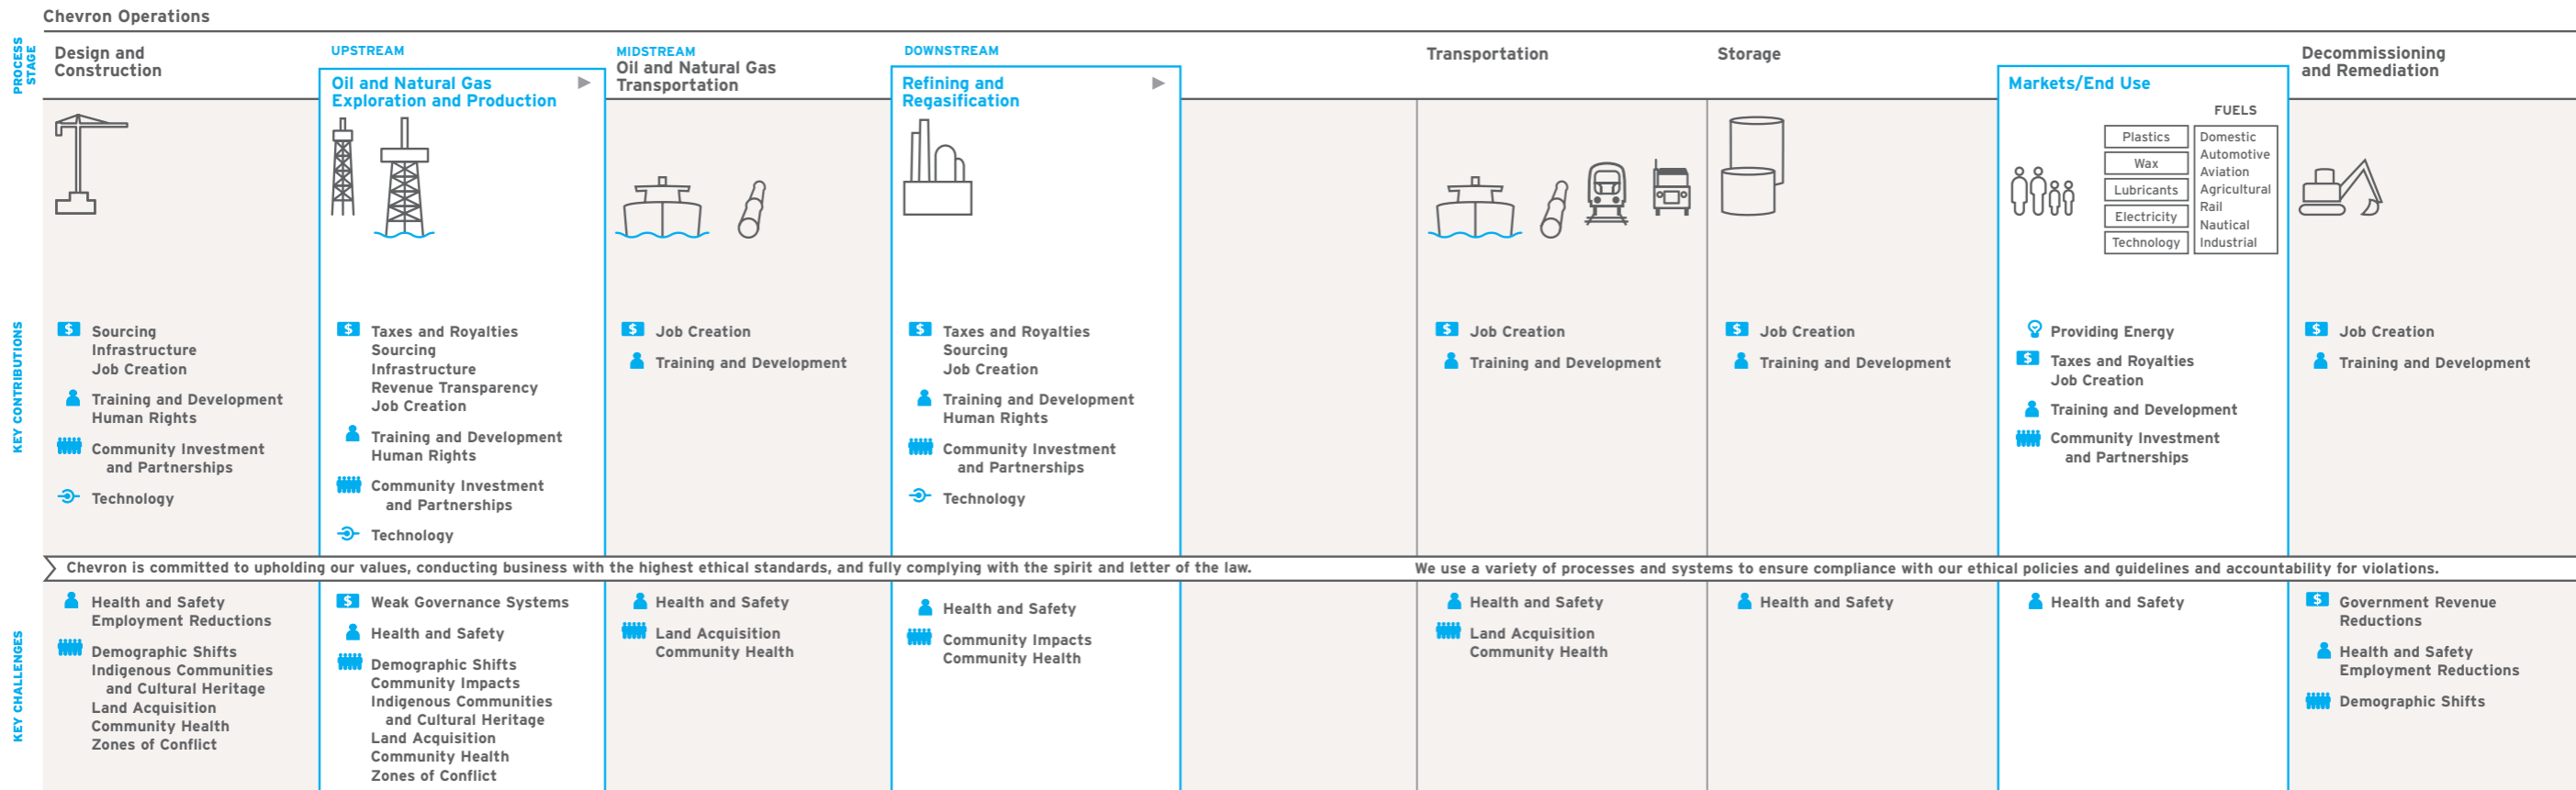 Chevron Operations
PROCESS
STAGE
Design and
Construction
UPSTREAM
Oil and Natural Gas
Exploration and Production
MIDSTREAM
Oil and Natural Gas
Transportation
DOWNSTREAM
Refining and
Regasification
Transportation
Storage
Markets/End Use
Decommissioning
and Remediation
Plastics
Wax
Lubricants
Electricity
Technology
FUELS
Domestic
Automotive
Aviation
Agricultural
Rail
Nautical
Industrial
KEY CONTRIBUTIONS
$ Sourcing
Infrastructure
Job Creation
Training and Development
Human Rights
Community Investment
and Partnerships
Technology
$ Taxes and Royalties
Sourcing
Infrastructure
Revenue Transparency
Job Creation
Training and Development
Human Rights
Community Investment
and Partnerships
Technology
$ Job Creation
Training and Development
$ Taxes and Royalties
Sourcing
Job Creation
Training and Development
Human Rights
Community Investment
and Partnerships
Technology
$ Job Creation
Training and Development
$ Job Creation
Training and Development
Providing Energy
$ Taxes and Royalties
Job Creation
Training and Development
Community Investment
and Partnerships
$ Job Creation
Training and Development
Chevron is committed to upholding our values, conducting business with the highest ethical standards, and fully complying with the spirit and letter of the law.
We use a variety of processes and systems to ensure compliance with our ethical policies and guidelines and accountability for violations.
KEY CHALLENGES
Health and Safety
Employment Reductions
Demographic Shifts
Indigenous Communities
and Cultural Heritage
Land Acquisition
Community Health
Zones of Conflict
$ Weak Governance Systems
Health and Safety
Demographic Shifts
Community Impacts
Indigenous Communities
and Cultural Heritage
Land Acquisition
Community Health
Zones of Conflict
Health and Safety
Land Acquisition
Community Health
Health and Safety
Community Impacts
Community Health
Health and Safety
Land Acquisition
Community Health
Health and Safety
Health and Safety
$ Government Revenue
Reductions
Health and Safety
Employment Reductions
Demographic Shifts